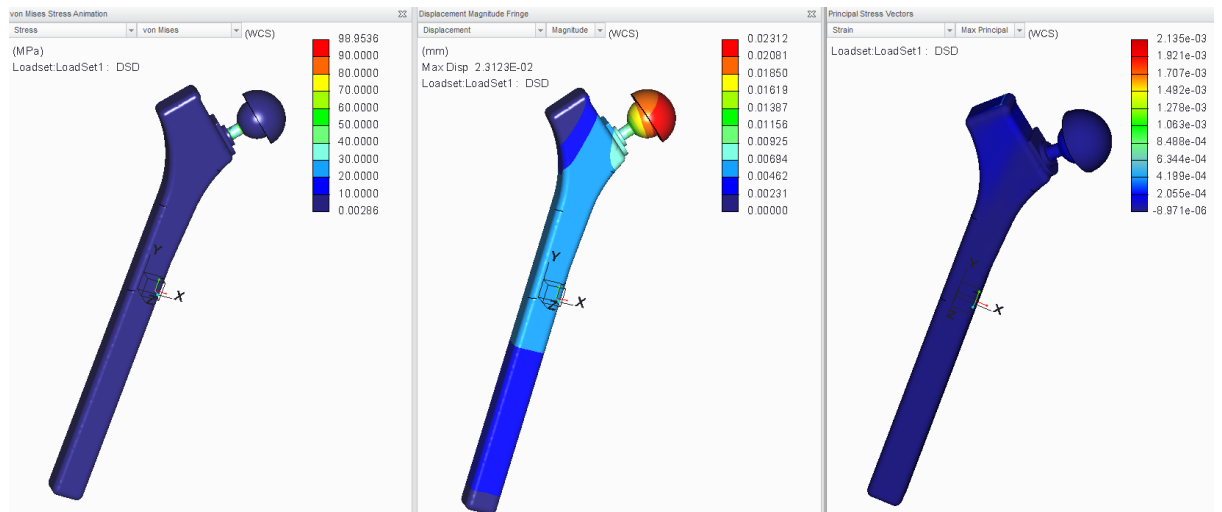 von Mises Stress Animation
Stress von Mises (WCS)
(MPa)
Loadset:LoadSet1 : DSD
98.9536
90.0000
80.0000
70.0000
60.0000
50.0000
40.0000
30.0000
20.0000
10.0000
0.00286
Y
Z
X
Displacement Magnitude Fringe
Displacement Magnitude (WCS)
(mm)
Max Disp 2.3123E-02
Loadset:LoadSet1 : DSD
0.02312
0.02081
0.01850
0.01619
0.01387
0.01156
0.00925
0.00694
0.00462
0.00231
0.00000
Y
Z
X
Principal Stress Vectors
Strain Max Principal (WCS)
Loadset:LoadSet1 : DSD
2.135e-03
1.921e-03
1.707e-03
1.492e-03
1.278e-03
1.063e-03
8.488e-04
6.344e-04
4.199e-04
2.055e-04
-8.971e-06
Y
Z
X